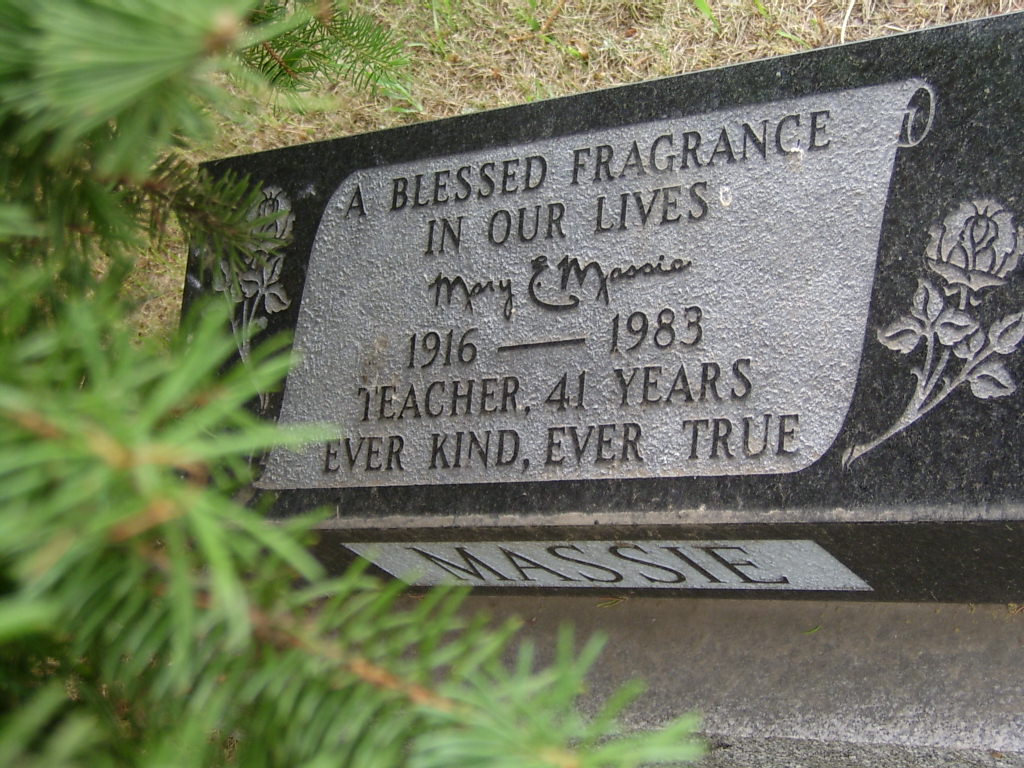 A BLESSED FRAGRANCE
IN OUR LIVES
Mary E Massie
1916 — 1983
TEACHER, 41 YEARS
EVER KIND, EVER TRUE
MASSIE